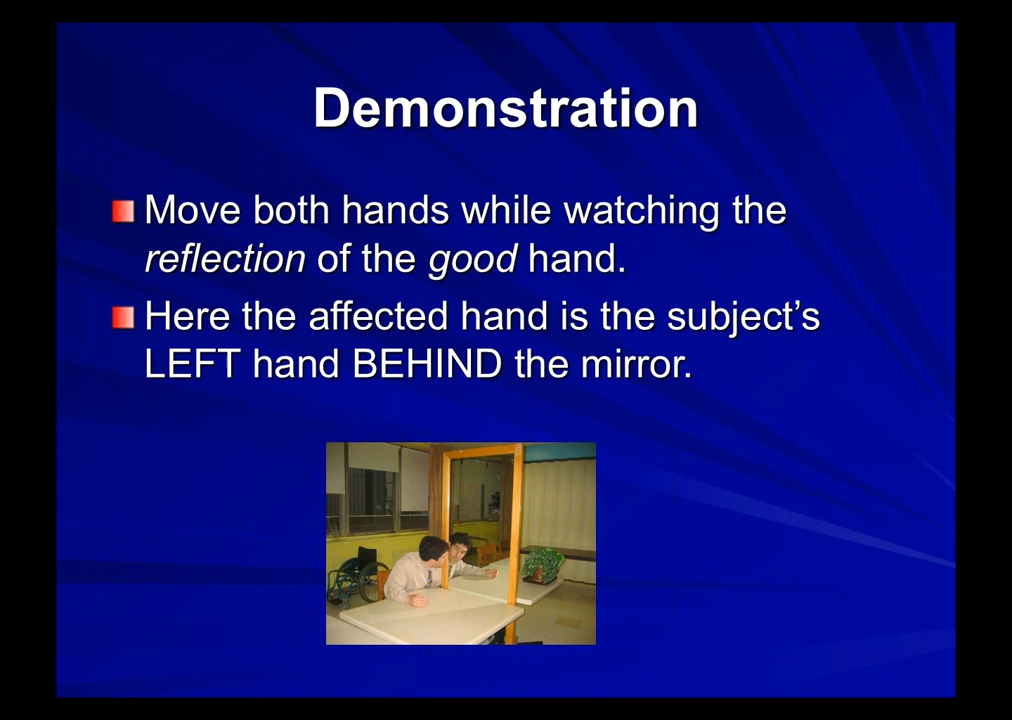 Demonstration
Move both hands while watching the
reflection of the good hand.
Here the affected hand is the subject’s
LEFT hand BEHIND the mirror.